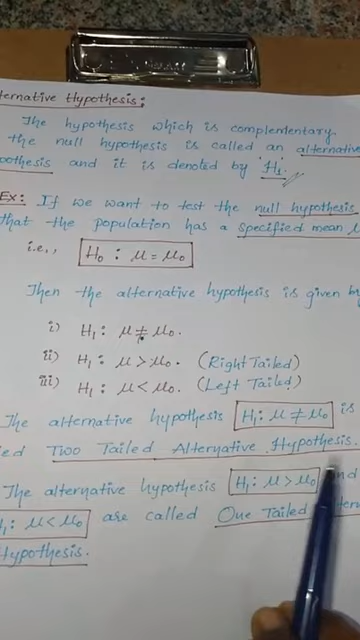 ternative Hypothesis:
The hypothesis which is complementary
the null hypothesis is called an alternative
pothesis and it is denoted by 'H₁'
Ex: If we want to test the null hypothesis
that the population has a specified mean μ
i.e., H₀ : μ = μ₀
Then the alternative hypothesis is given by
i) H₁ : μ ≠ μ₀.
ii) H₁ : μ > μ₀. (Right Tailed)
iii) H₁ : μ < μ₀. (Left Tailed)
The alternative hypothesis H₁ : μ ≠ μ₀ is
ed Two Tailed Alternative Hypothesis.
The alternative hypothesis H₁ : μ > μ₀ and
H₁ : μ < μ₀ are called One Tailed
Hypothesis.